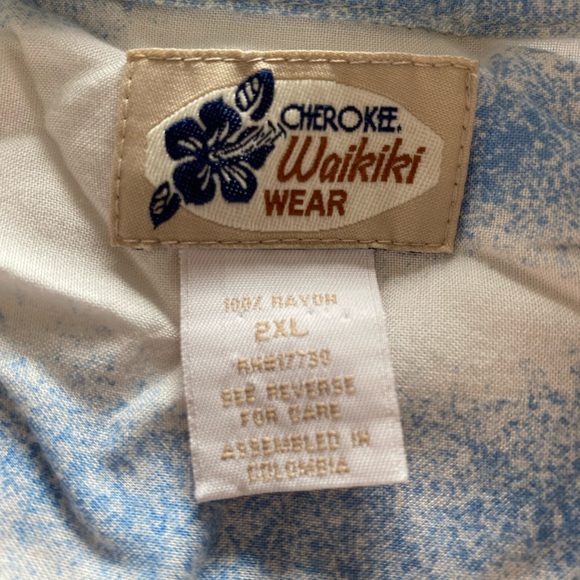 CHEROKEE.
Waikiki
WEAR
100% RAYON
2XL
RN#17730
SEE REVERSE
FOR CARE
ASSEMBLED IN
COLOMBIA